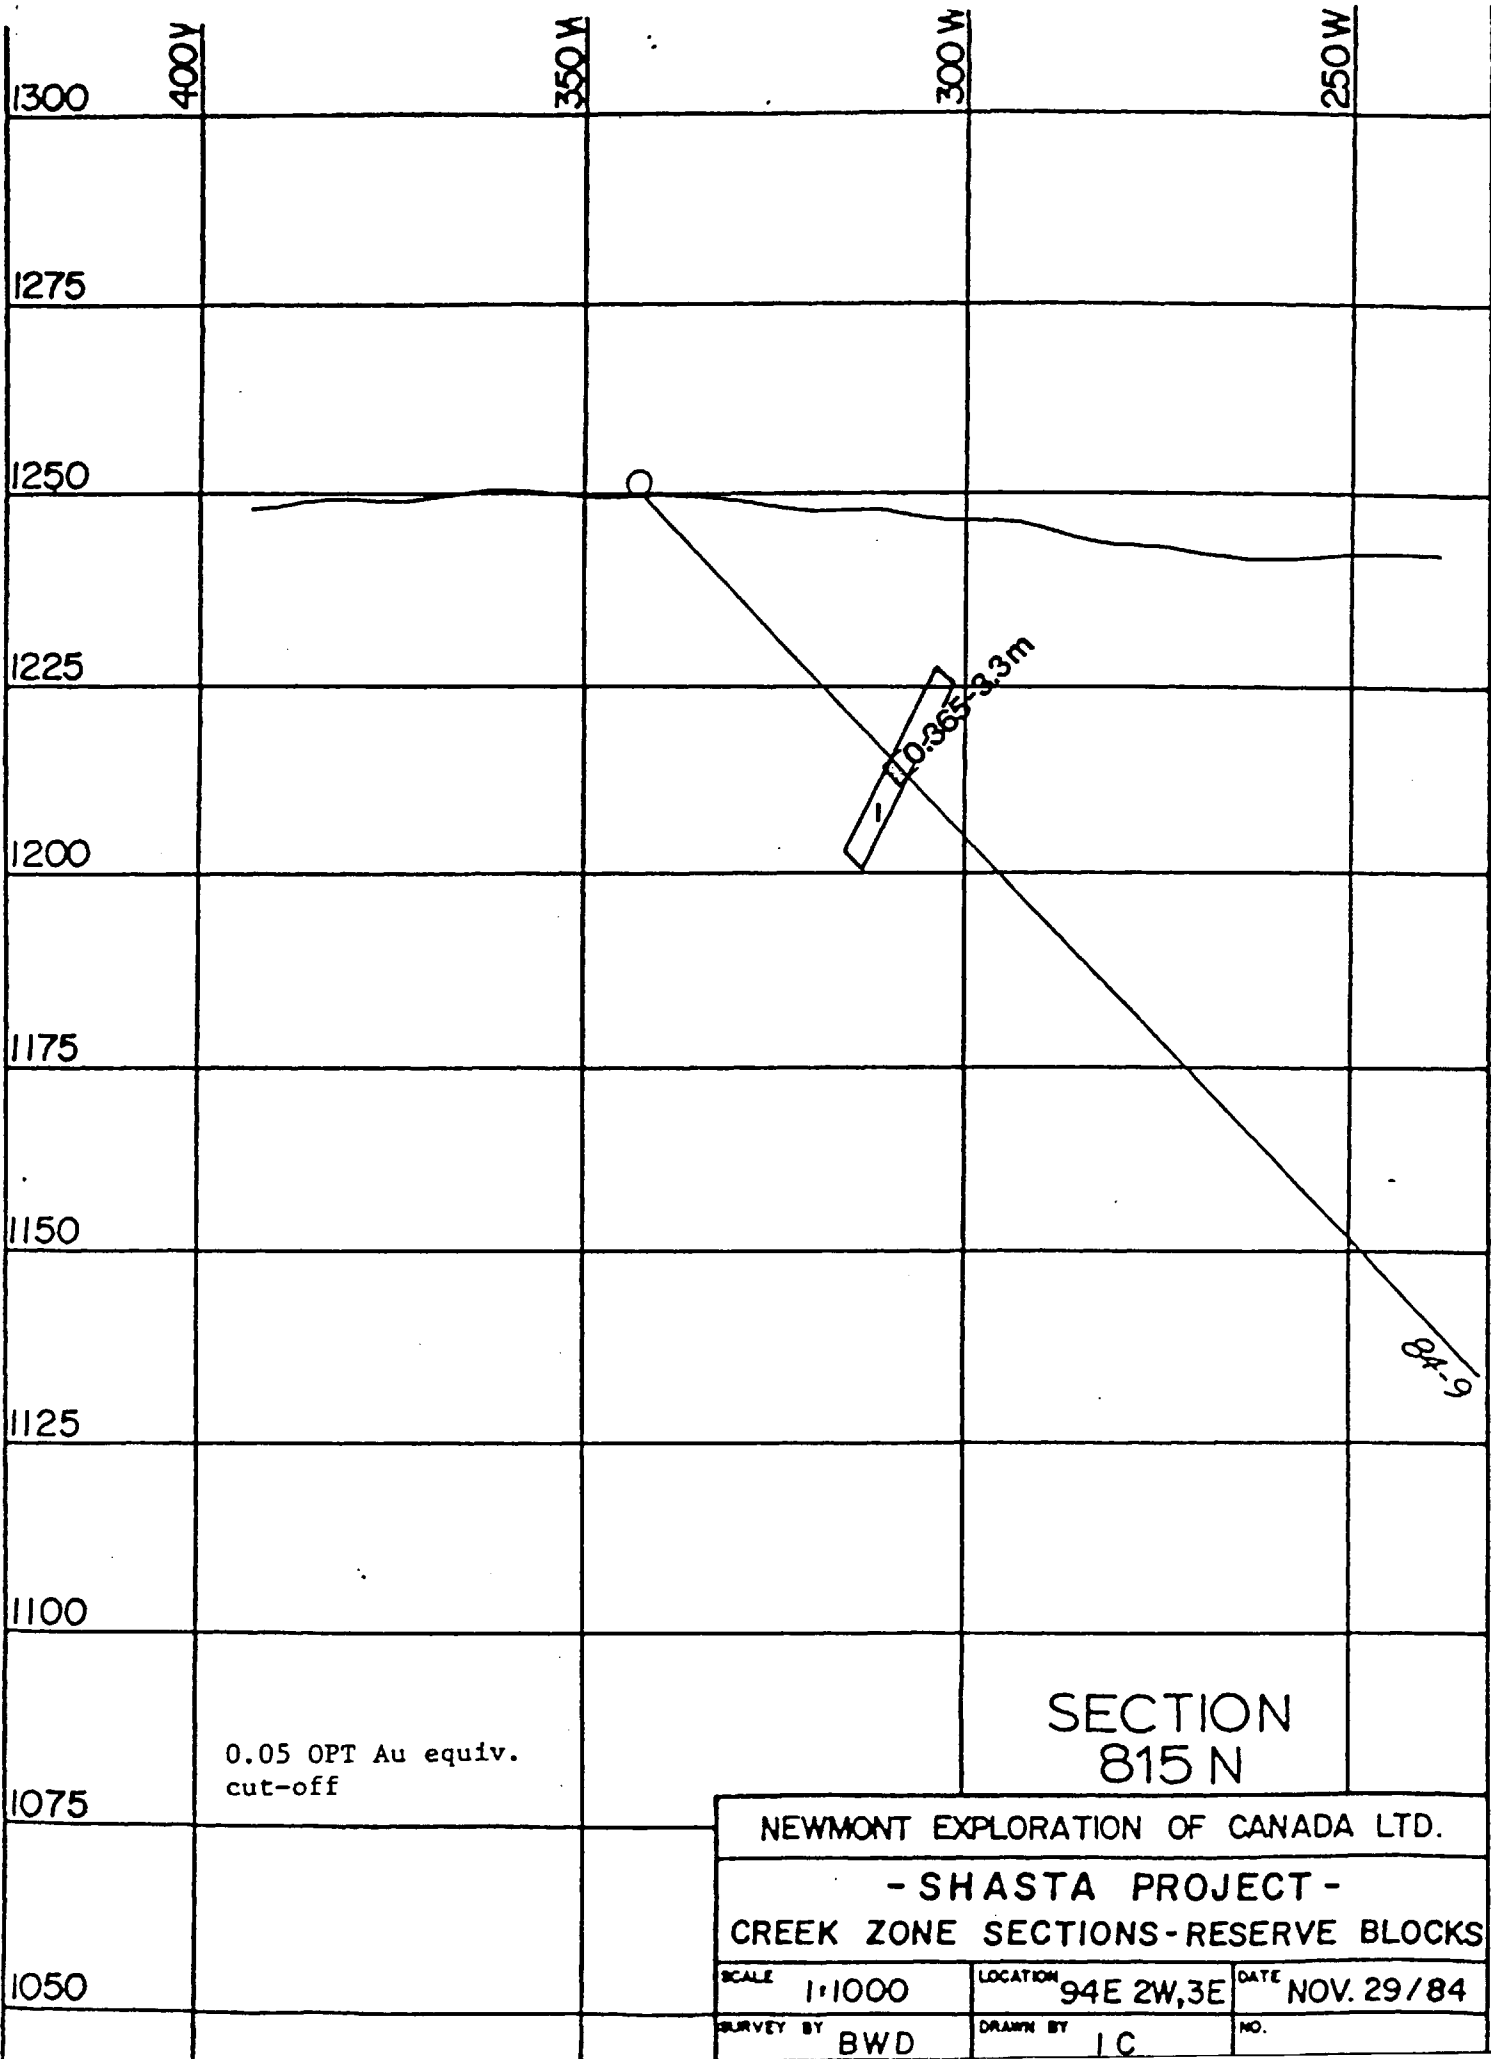 400W
350W
300W
250W
1300
1275
1250
1225
0.365-3.3m
1
1200
1175
1150
84-9
1125
1100
SECTION
815 N
0.05 OPT Au equiv.
cut-off
1075
NEWMONT EXPLORATION OF CANADA LTD.
-SHASTA PROJECT-
CREEK ZONE SECTIONS-RESERVE BLOCKS
1050
SCALE 1:1000
LOCATION 94E 2W,3E
DATE NOV. 29/84
SURVEY BY BWD
DRAWN BY IC
NO.